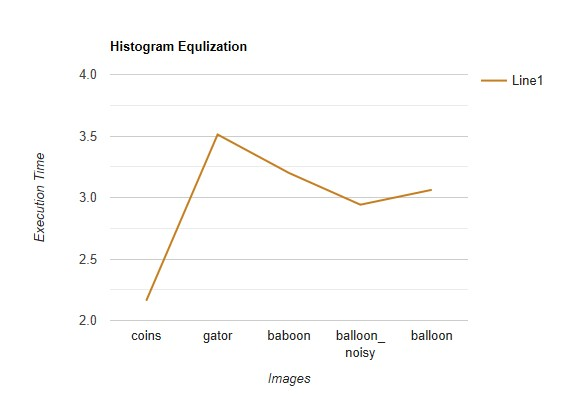 Histogram Equlization
4.0
Line1
3.5
Execution Time
3.0
2.5
2.0
coins gator baboon balloon_ balloon
noisy
Images